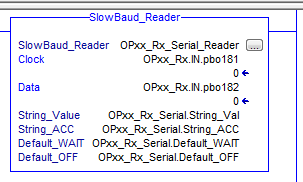 SlowBaud_Reader
SlowBaud_Reader OPxx_Rx_Serial_Reader ...
Clock OPxx_Rx.IN.pbo181
0
Data OPxx_Rx.IN.pbo182
0
String_Value OPxx_Rx_Serial.String_Val
String_ACC OPxx_Rx_Serial.String_ACC
Default_WAIT OPxx_Rx_Serial.Default_WAIT
Default_OFF OPxx_Rx_Serial.Default_OFF